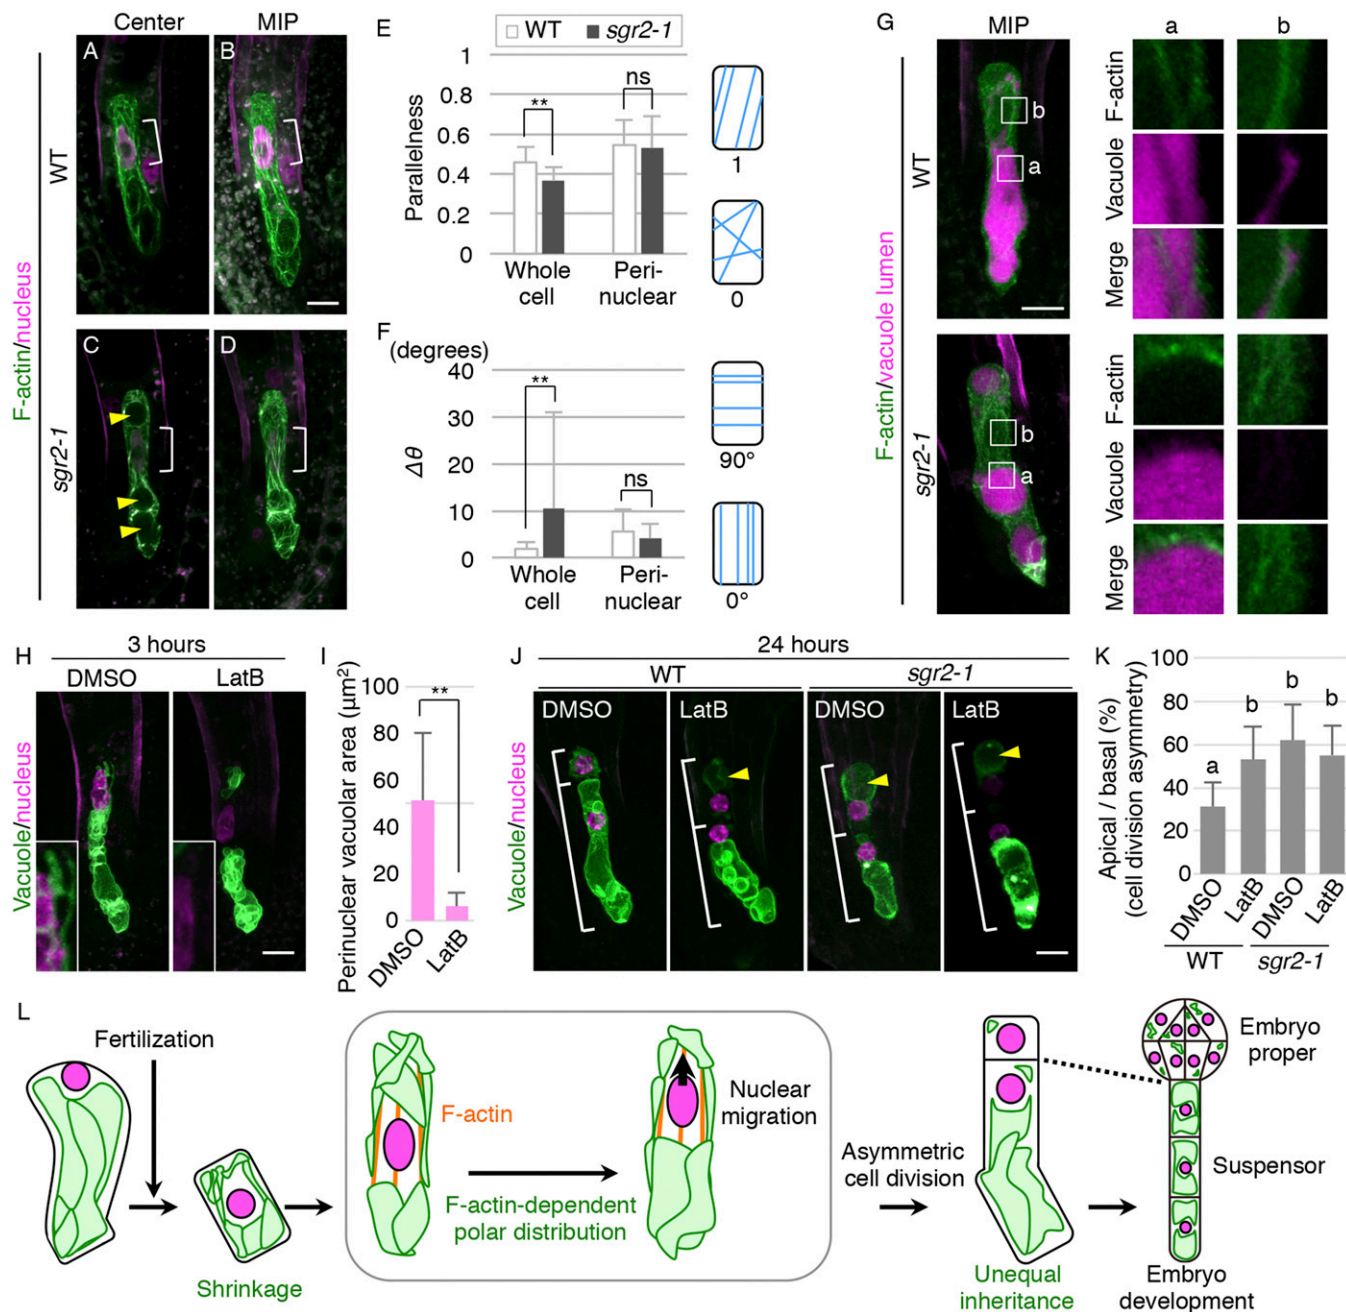 Center
MIP
A
B
WT
C
D
sgr2-1
F-actin/nucleus
E
WT
sgr2-1
Parallelness
1
0.8
0.6
0.4
0.2
0
**
ns
Whole cell
Peri-nuclear
1
0
F
(degrees)
Δθ
40
30
20
10
0
**
ns
Whole cell
Peri-nuclear
90°
0°
G
MIP
a
b
F-actin/vacuole lumen
WT
b
a
F-actin
Vacuole
Merge
sgr2-1
b
a
F-actin
Vacuole
Merge
H
3 hours
DMSO
LatB
Vacuole/nucleus
I
Perinuclear vacuolar area (μm²)
100
80
60
40
20
0
**
DMSO
LatB
J
24 hours
WT
sgr2-1
DMSO
LatB
DMSO
LatB
Vacuole/nucleus
K
Apical / basal (%)
(cell division asymmetry)
100
80
60
40
20
0
a
b
b
b
DMSO
LatB
DMSO
LatB
WT
sgr2-1
L
Fertilization
Shrinkage
F-actin
F-actin-dependent
polar distribution
Nuclear
migration
Asymmetric
cell division
Unequal
inheritance
Embryo
proper
Suspensor
Embryo
development